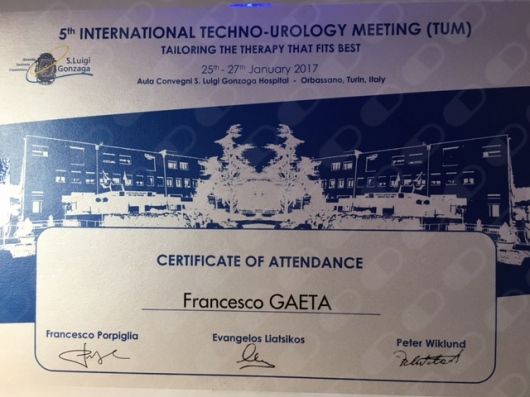 5th INTERNATIONAL TECHNO-UROLOGY MEETING (TUM)
TAILORING THE THERAPY THAT FITS BEST
S.Luigi
Gonzaga
25th - 27th January 2017
Aula Convegni S. Luigi Gonzaga Hospital - Orbassano, Turin, Italy
CERTIFICATE OF ATTENDANCE
Francesco GAETA
Francesco Porpiglia
Evangelos Liatsikos
Peter Wiklund